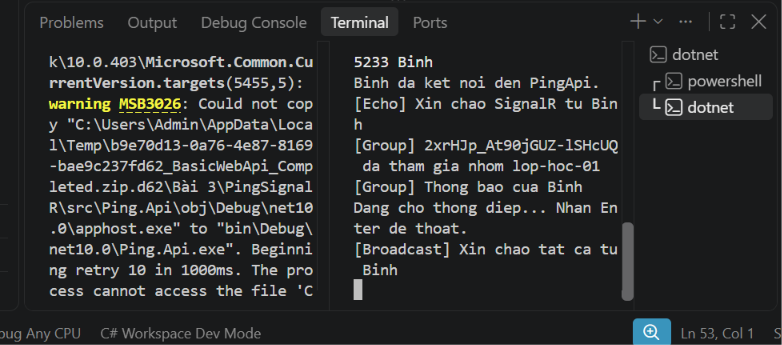 Problems Output Debug Console Terminal Ports
k\10.0.403\Microsoft.Common.Cu
rrentVersion.targets(5455,5):
warning MSB3026: Could not cop
y "C:\Users\Admin\AppData\Loca
l\Temp\b9e70d13-0a76-4e87-8169
-bae9c237fd62_BasicWebApi_Comp
leted.zip.d62\Bài 3\PingSignal
R\src\Ping.Api\obj\Debug\net10
.0\apphost.exe" to "bin\Debug\
net10.0\Ping.Api.exe". Beginni
ng retry 10 in 1000ms. The pro
cess cannot access the file 'C
5233 Binh
Binh da ket noi den PingApi.
[Echo] Xin chao SignalR tu Bin
h
[Group] 2xrHJp_At90jGUZ-lSHcUQ
da tham gia nhom lop-hoc-01
[Group] Thong bao cua Binh
Dang cho thong diep... Nhan En
ter de thoat.
[Broadcast] Xin chao tat ca tu
Binh
dotnet
powershell
dotnet
bug Any CPU C# Workspace Dev Mode Ln 53, Col 1 S